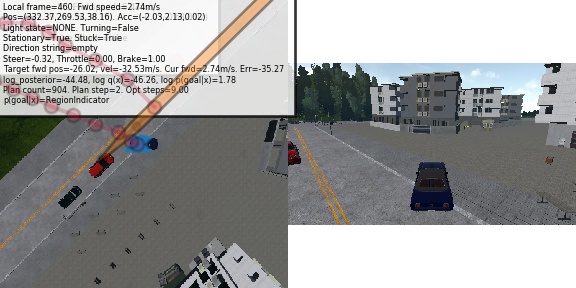 Local frame=460. Fwd speed=2.74m/s
Pos=(332.37,269.53,38.16). Acc=(-2.03,2.13,0.02)
Light state=NONE. Turning=False
Stationary=True. Stuck=True
Direction string=empty
Steer=-0.32, Throttle=0.00, Brake=1.00
Target fwd pos=-26.02, vel=-32.53m/s. Cur fwd=2.74m/s. Err=-35.27
log_posterior=-44.48, log q(x)=-46.26, log p(goal|x)=1.78
Plan count=904. Plan step=2. Opt steps=9.00
p(goal|x)=RegionIndicator